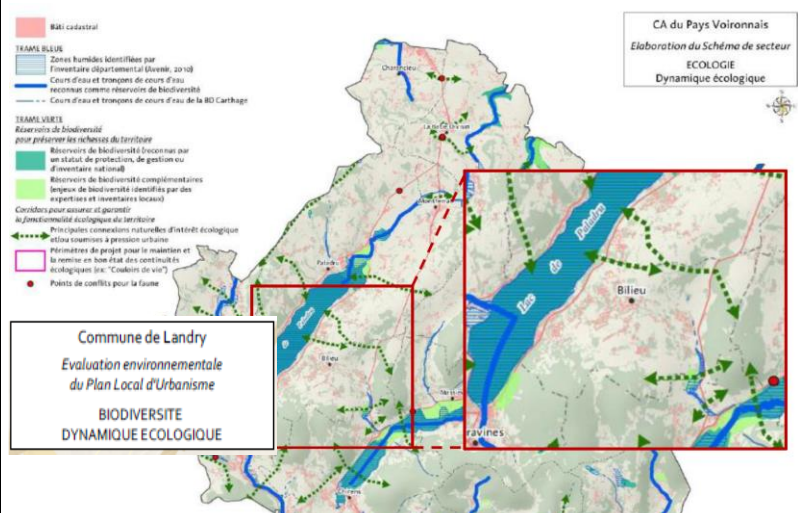 Bâti cadastral
TRAME BLEUE
Zones humides identifiées par
l'inventaire départemental (Avenir, 2010)
Cours d'eau et tronçons de cours d'eau
reconnus comme réservoirs de biodiversité
Cours d'eau et tronçons de cours d'eau de la BD Carthage
TRAME VERTE
Réservoirs de biodiversité
pour préserver les richesses du territoire
Réservoirs de biodiversité (reconnus par
un statut de protection, de gestion ou
d'inventaire national)
Réservoirs de biodiversité complémentaires
(enjeux de biodiversité identifiés par des
expertises et inventaires locaux)
Corridors pour assurer et garantir
la fonctionnalité écologique du territoire
Principales connexions naturelles d'intérêt écologique
et/ou soumises à pression urbaine
Périmètres de projet pour le maintien et
la remise en bon état des continuités
écologiques (ex: "Couloirs de vie")
Points de conflits pour la faune
CA du Pays Voironnais
Elaboration du Schéma de secteur
ECOLOGIE
Dynamique écologique
Paladru
Bilieu
Chirens
Lac de Paladru
Bilieu
ravines
Commune de Landry
Evaluation environnementale
du Plan Local d'Urbanisme
BIODIVERSITE
DYNAMIQUE ECOLOGIQUE